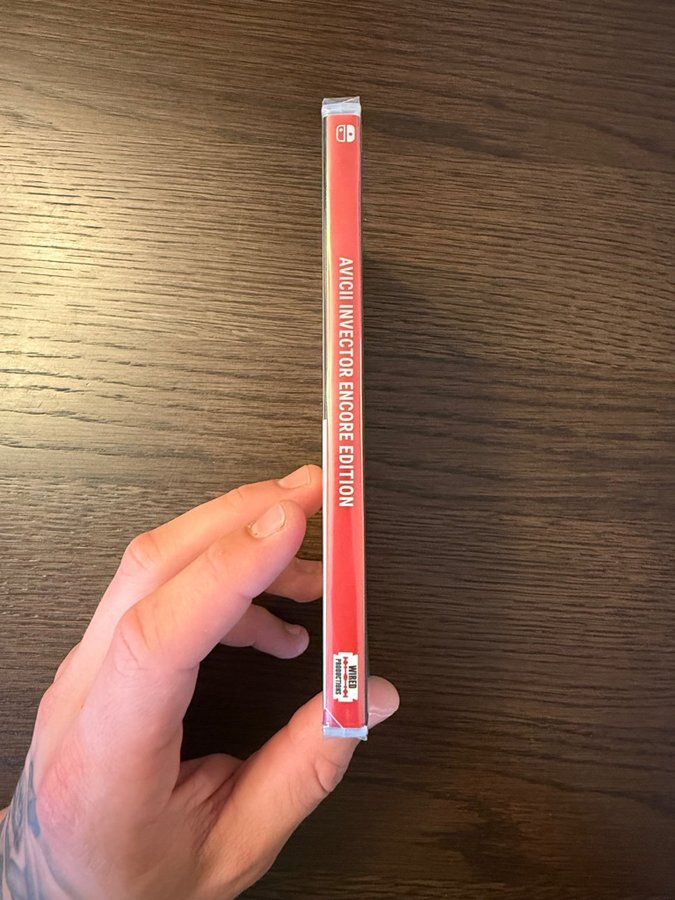 AVICII INVECTOR ENCORE EDITION
WIRED
PRODUCTIONS